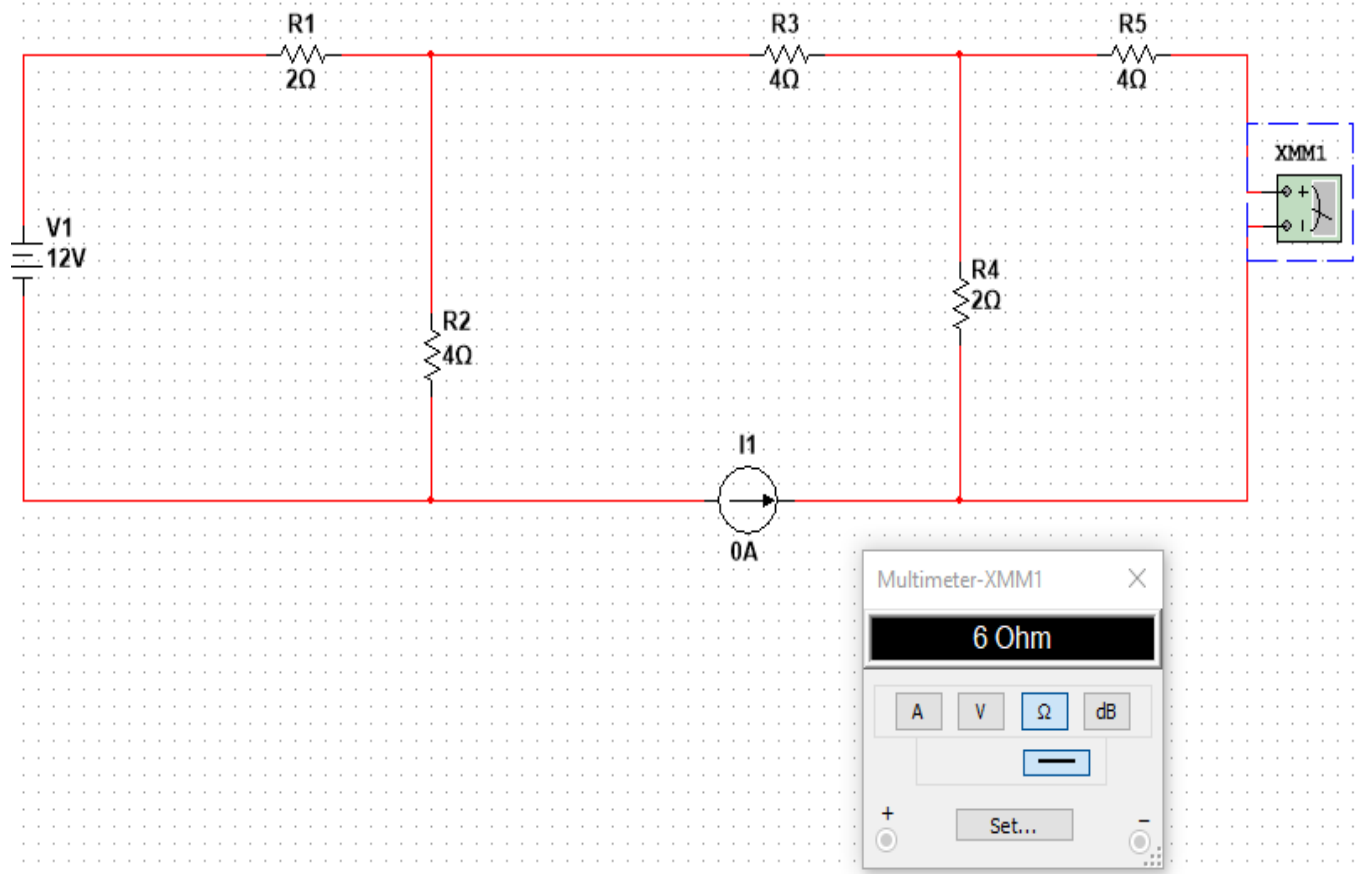 R1
2Ω
R3
4Ω
R5
4Ω
XMM1
+
V1
12V
R4
2Ω
R2
4Ω
I1
0A
Multimeter-XMM1
6 Ohm
A V Ω dB
+
Set...
−